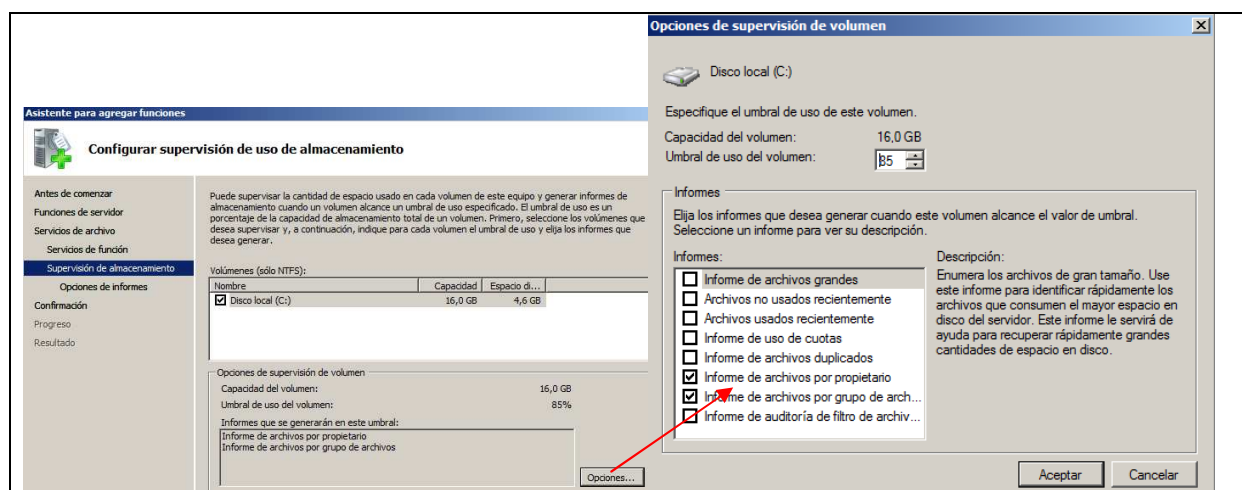 Asistente para agregar funciones
Configurar supervisión de uso de almacenamiento
Antes de comenzar
Funciones de servidor
Servicios de archivo
Servicios de función
Supervisión de almacenamiento
Opciones de informes
Confirmación
Progreso
Resultado
Puede supervisar la cantidad de espacio usado en cada volumen de este equipo y generar informes de
almacenamiento cuando un volumen alcance un umbral de uso especificado. El umbral de uso es un
porcentaje de la capacidad de almacenamiento total de un volumen. Primero, seleccione los volúmenes que
desea supervisar y, a continuación, indique para cada volumen el umbral de uso y elija los informes que
desea generar.
Volúmenes (sólo NTFS):
Nombre Capacidad Espacio di...
Disco local (C:) 16,0 GB 4,6 GB
Opciones de supervisión de volumen
Capacidad del volumen: 16,0 GB
Umbral de uso del volumen: 85%
Informes que se generarán en este umbral:
Informe de archivos por propietario
Informe de archivos por grupo de archivos
Opciones...
Opciones de supervisión de volumen
Disco local (C:)
Especifique el umbral de uso de este volumen.
Capacidad del volumen: 16,0 GB
Umbral de uso del volumen: 85
Informes
Elija los informes que desea generar cuando este volumen alcance el valor de umbral.
Seleccione un informe para ver su descripción.
Informes:
Informe de archivos grandes
Archivos no usados recientemente
Archivos usados recientemente
Informe de uso de cuotas
Informe de archivos duplicados
Informe de archivos por propietario
Informe de archivos por grupo de arch...
Informe de auditoría de filtro de archiv...
Descripción:
Enumera los archivos de gran tamaño. Use
este informe para identificar rápidamente los
archivos que consumen el mayor espacio en
disco del servidor. Este informe le servirá de
ayuda para recuperar rápidamente grandes
cantidades de espacio en disco.
Aceptar Cancelar